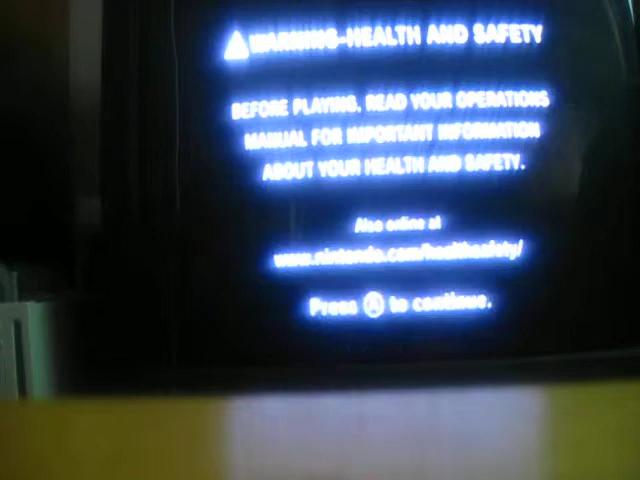 WARNING-HEALTH AND SAFETY
BEFORE PLAYING, READ YOUR OPERATIONS
MANUAL FOR IMPORTANT INFORMATION
ABOUT YOUR HEALTH AND SAFETY.
Also online at
www.nintendo.com/healthsafety/
Press A to continue.